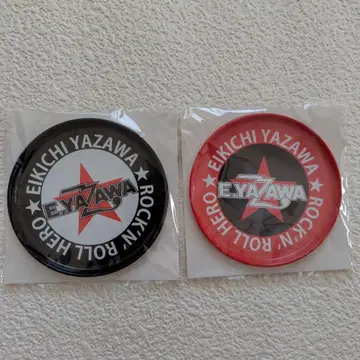 ★ EIKICHI YAZAWA ★
E.YAZAWA
ROCK'N' ROLL HERO
★ EIKICHI YAZAWA ★
E.YAZAWA
ROCK'N' ROLL HERO